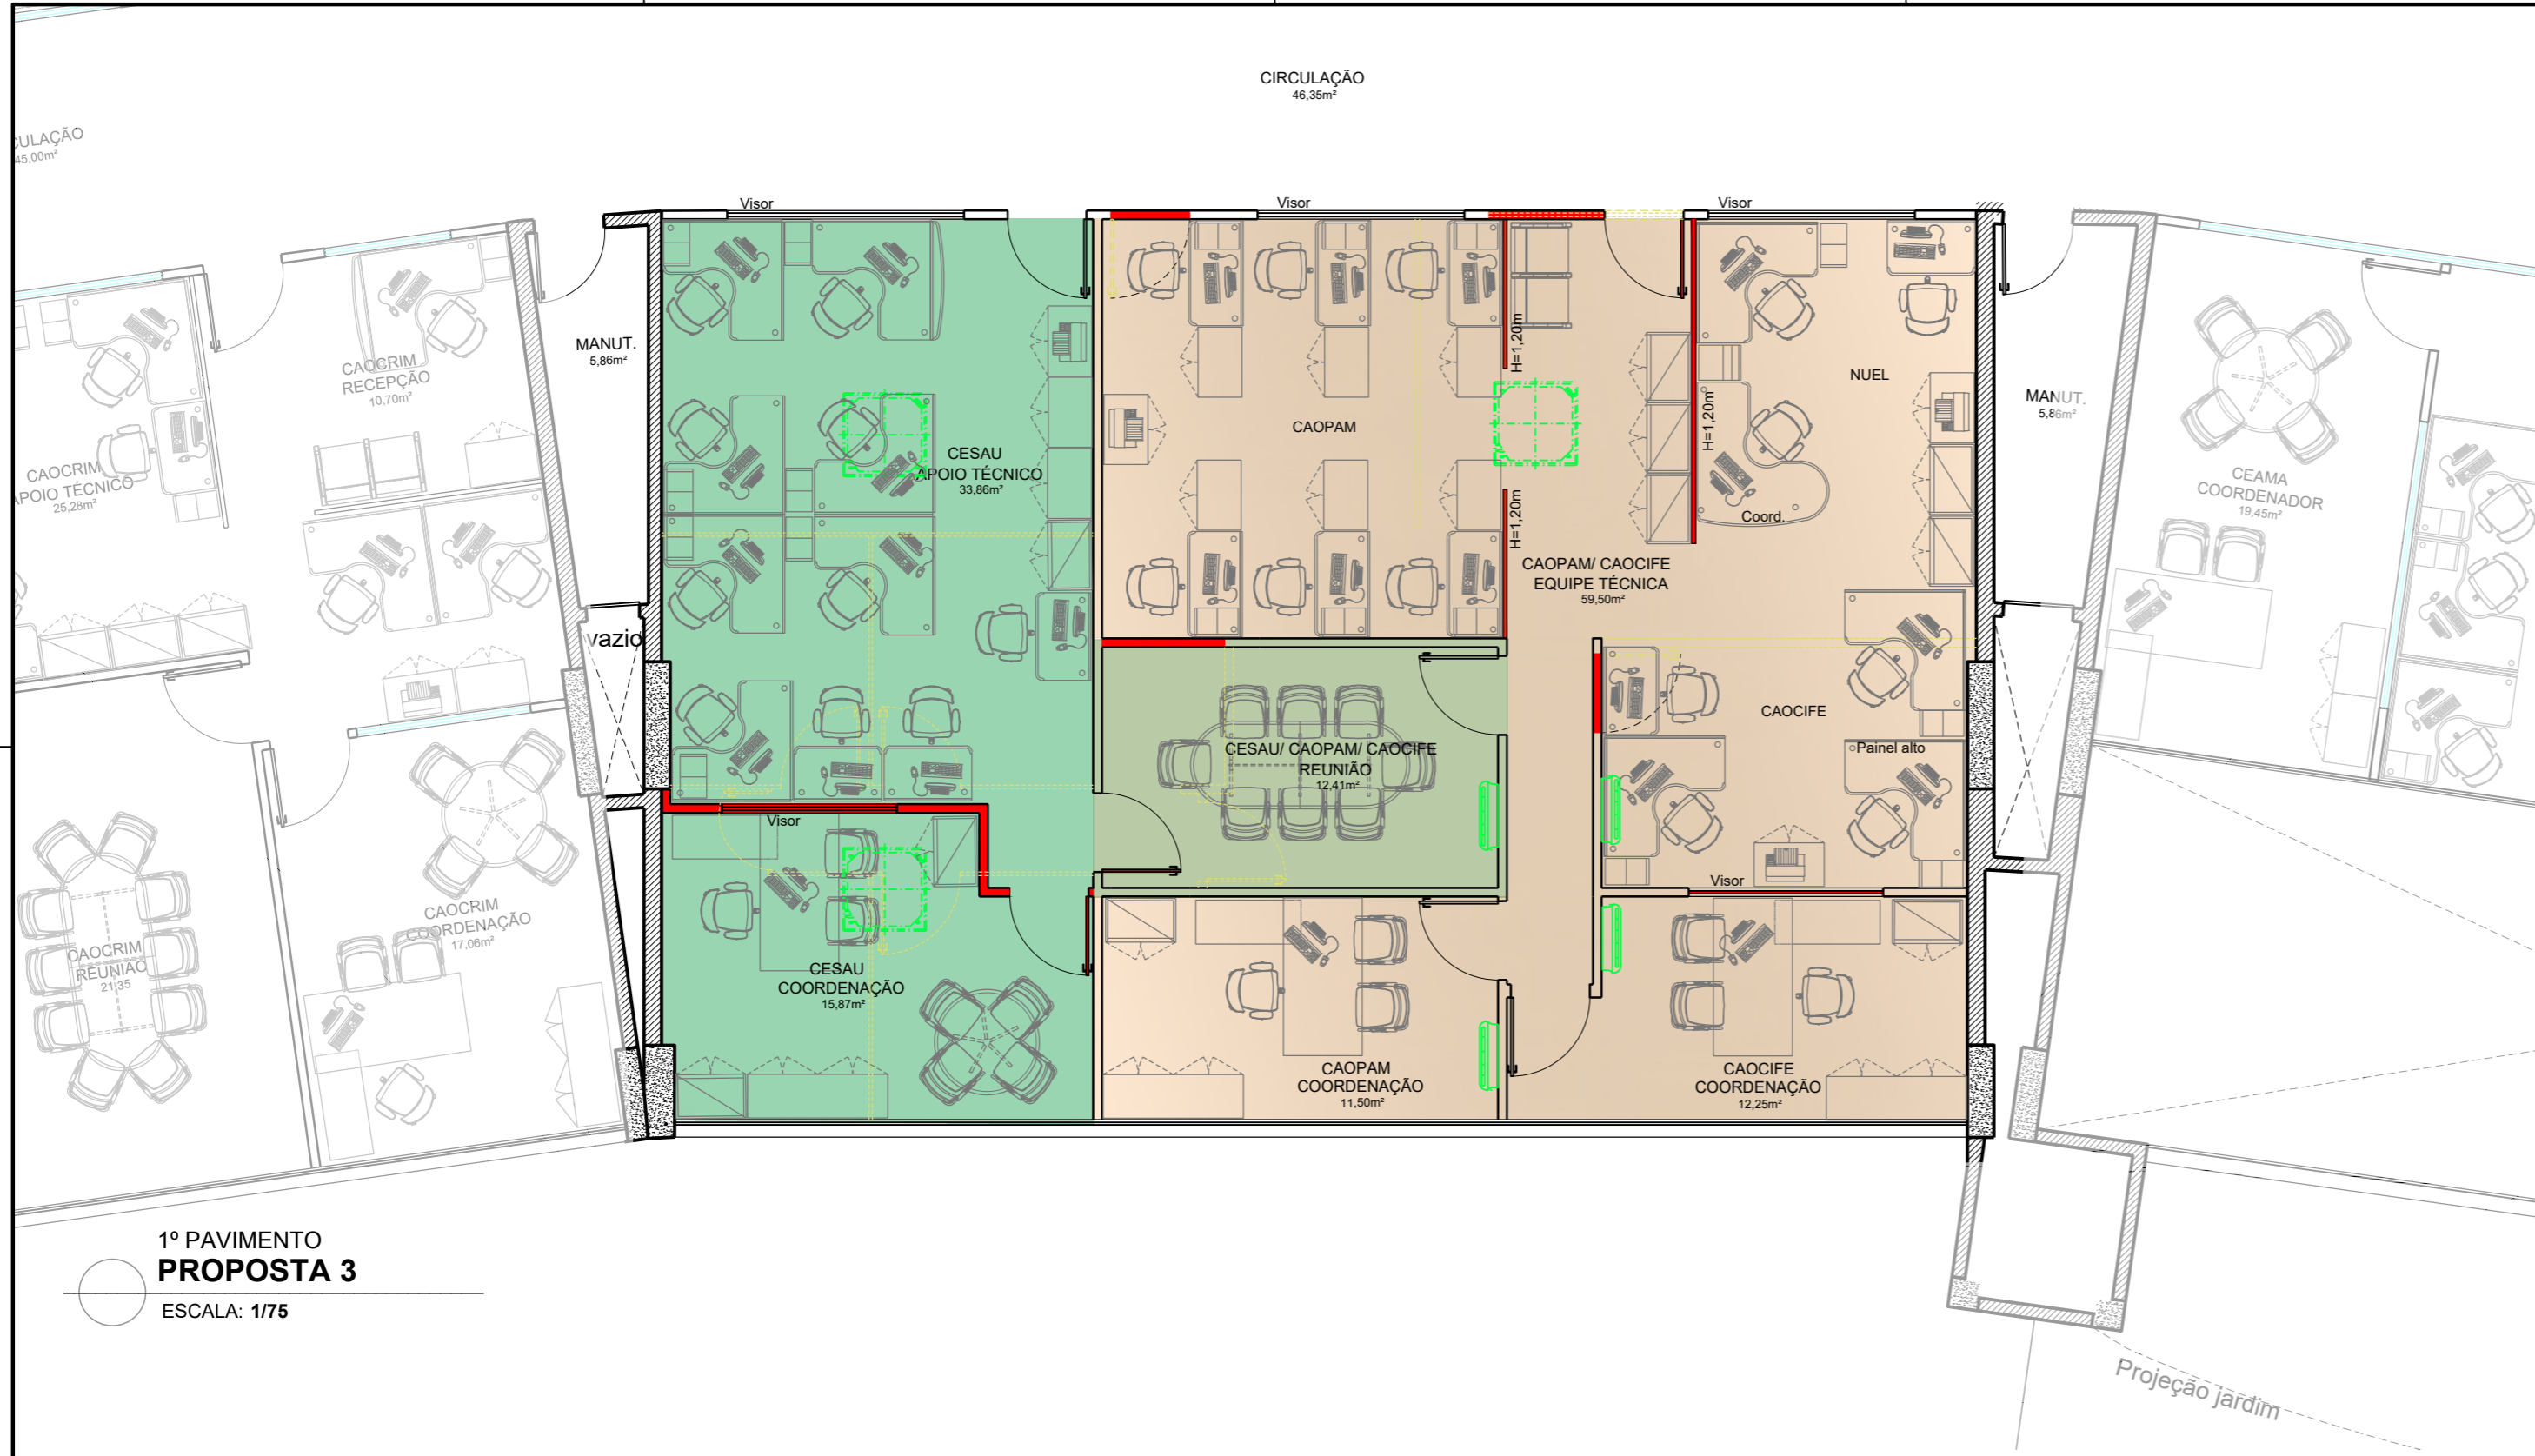 CIRCULAÇÃO
46,35m²
CULAÇÃO
45,00m²
Visor
Visor
Visor
MANUT.
5,86m²
CAOCRIM
RECEPÇÃO
10,70m²
CAOCRIM
APOIO TÉCNICO
25,28m²
vazio
CESAU
APOIO TÉCNICO
33,86m²
CAOPAM
H=1,20m
H=1,20m
H=1,20m
NUEL
Coord.
CAOPAM/ CAOCIFE
EQUIPE TÉCNICA
59,50m²
MANUT.
5,86m²
CEAMA
COORDENADOR
19,45m²
CAOCIFE
Painel alto
CESAU/ CAOPAM/ CAOCIFE
REUNIÃO
12,41m²
Visor
Visor
CAOCRIM
COORDENAÇÃO
17,06m²
CAOCRIM
REUNIÃO
21,35
CESAU
COORDENAÇÃO
15,87m²
CAOPAM
COORDENAÇÃO
11,50m²
CAOCIFE
COORDENAÇÃO
12,25m²
1º PAVIMENTO
PROPOSTA 3
ESCALA: 1/75
Projeção jardim